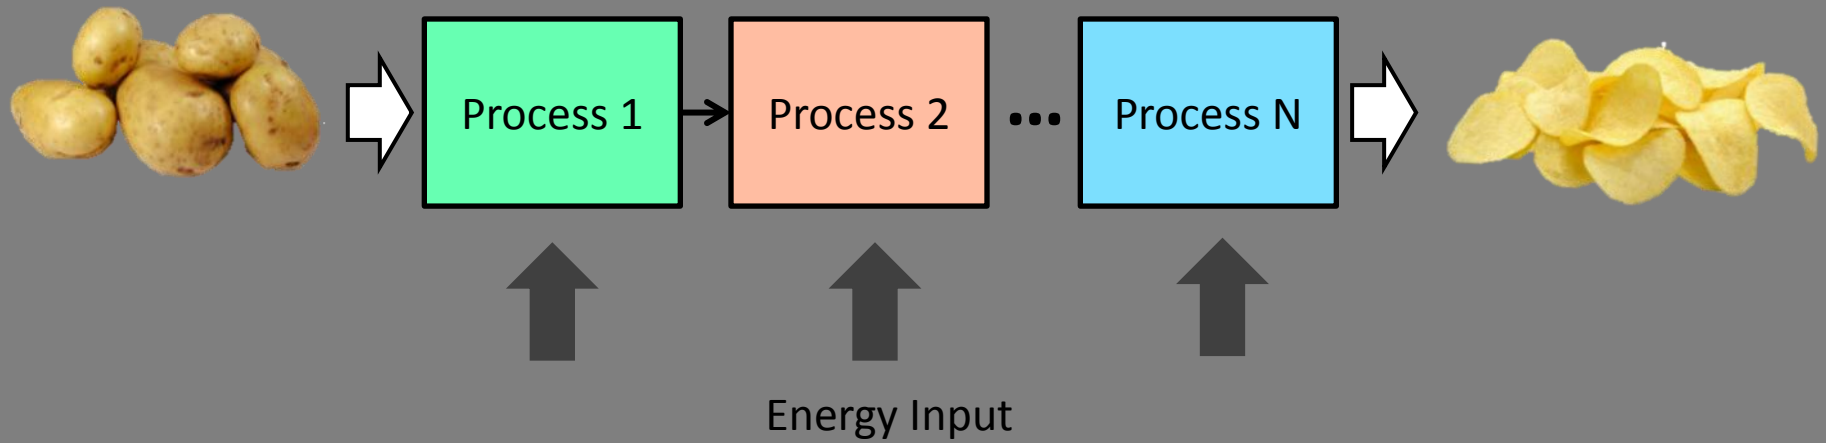 Process 1
Process 2
...
Process N
Energy Input